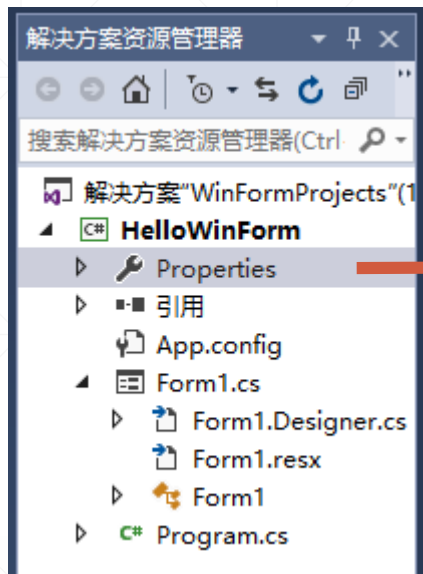 解决方案资源管理器
搜索解决方案资源管理器(Ctrl
解决方案"WinFormProjects"(1
C# HelloWinForm
Properties
引用
App.config
Form1.cs
Form1.Designer.cs
Form1.resx
Form1
C# Program.cs